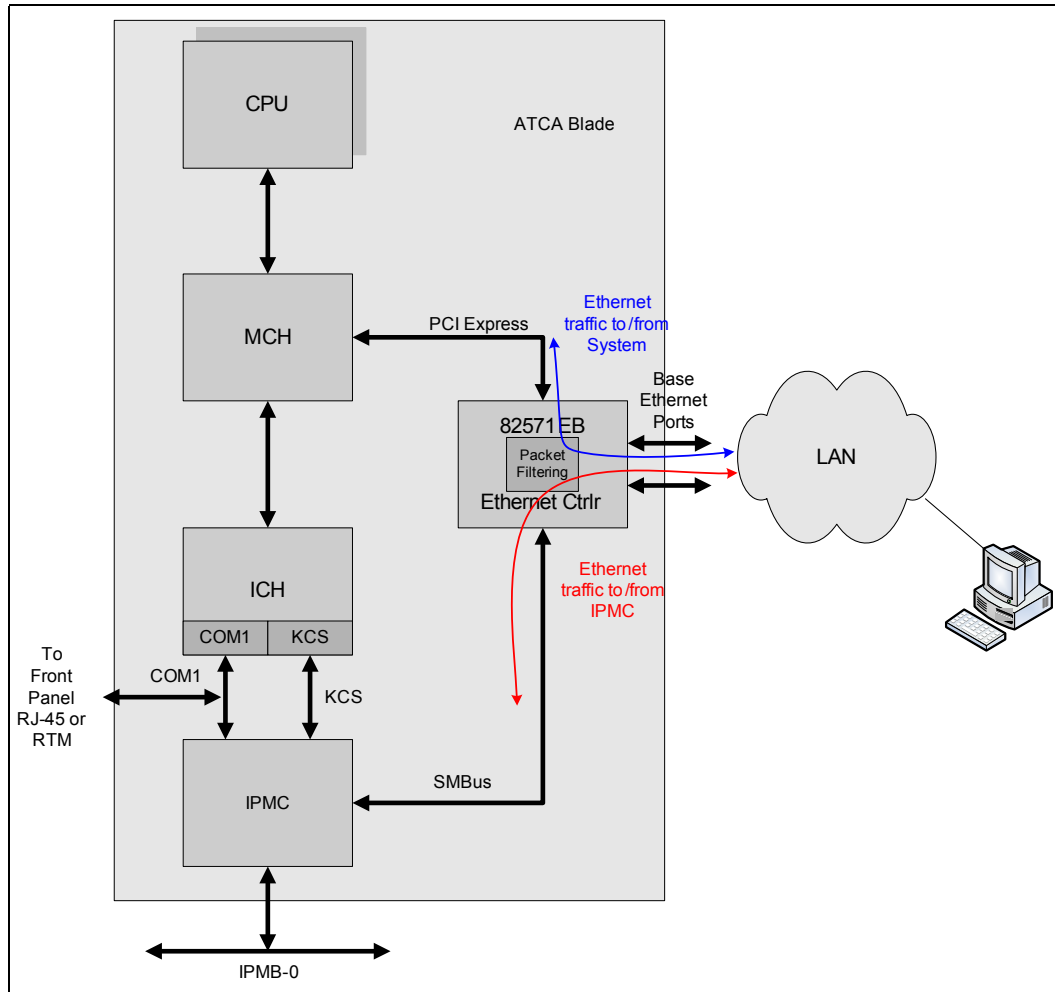 CPU
ATCA Blade
MCH
PCI Express
Ethernet
traffic to/from
System
Base
Ethernet
Ports
82571EB
Packet
Filtering
Ethernet Ctrlr
LAN
Ethernet
traffic to/from
IPMC
ICH
COM1
KCS
To
Front
Panel
RJ-45 or
RTM
COM1
KCS
IPMC
SMBus
IPMB-0